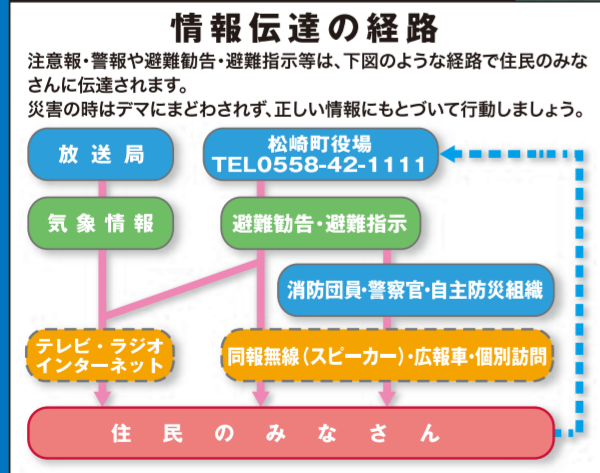 情報伝達の経路
注意報・警報や避難勧告・避難指示等は、下図のような経路で住民のみな
さんに伝達されます。
災害の時はデマにまどわされず、正しい情報にもとづいて行動しましょう。
放送局
松崎町役場
TEL0558-42-1111
気象情報
避難勧告・避難指示
消防団員・警察官・自主防災組織
テレビ・ラジオ
インターネット
同報無線（スピーカー）・広報車・個別訪問
住民のみなさん